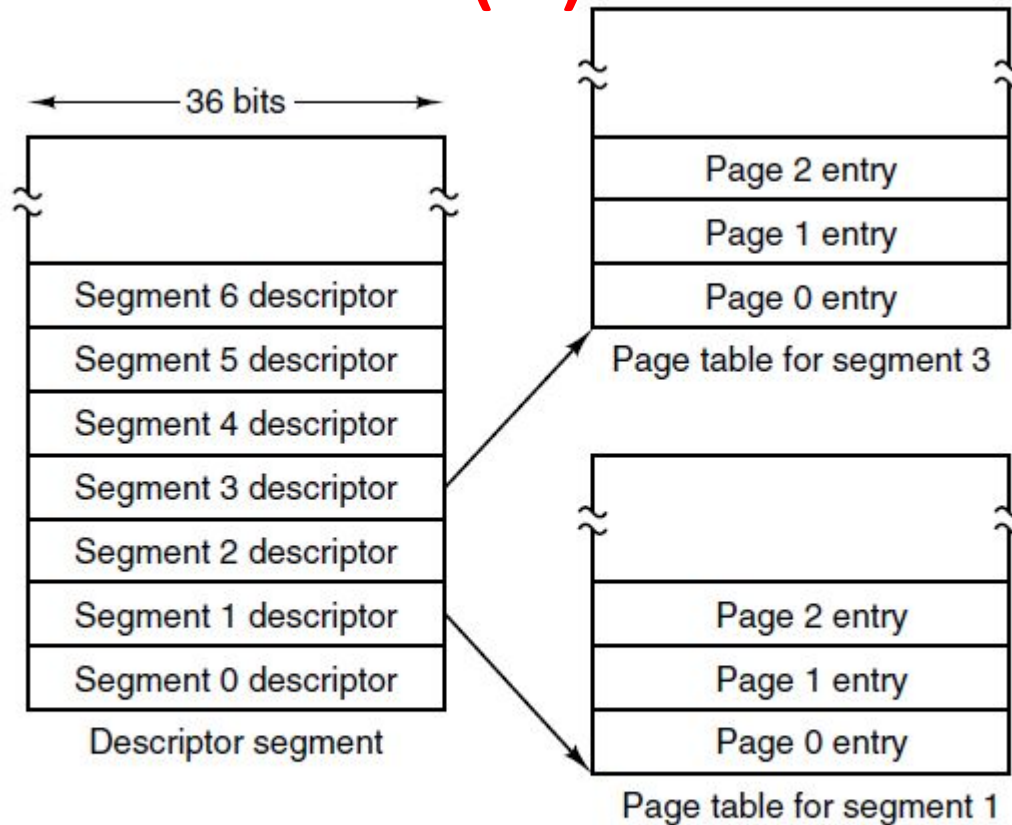 36 bits
Segment 6 descriptor
Segment 5 descriptor
Segment 4 descriptor
Segment 3 descriptor
Segment 2 descriptor
Segment 1 descriptor
Segment 0 descriptor
Descriptor segment
Page 2 entry
Page 1 entry
Page 0 entry
Page table for segment 3
Page 2 entry
Page 1 entry
Page 0 entry
Page table for segment 1